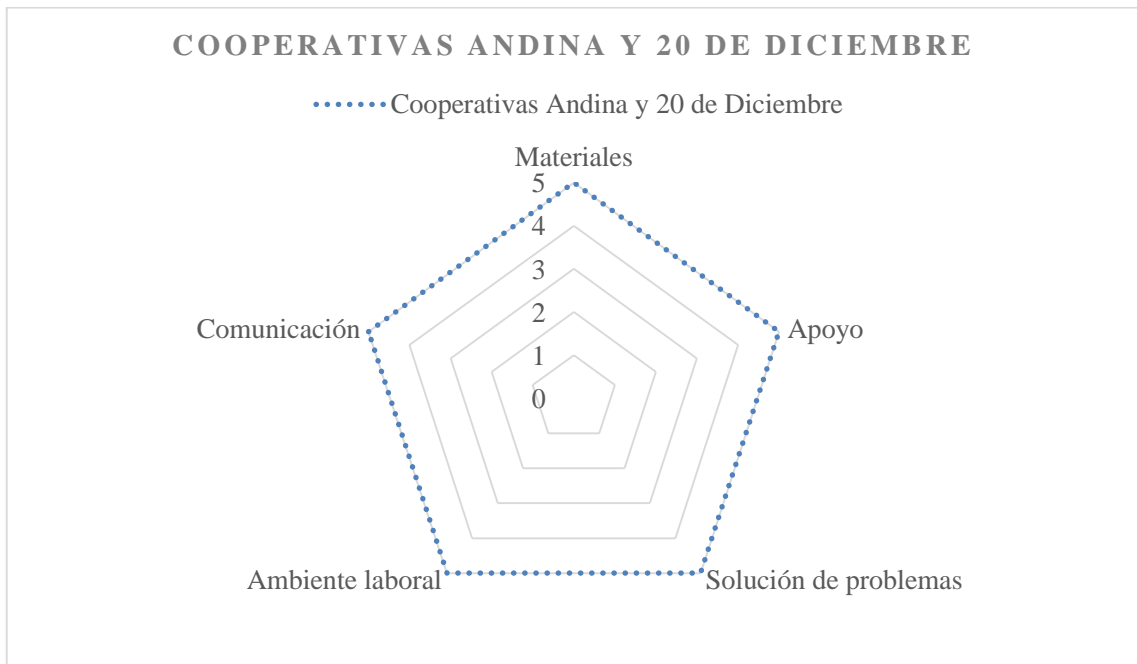 COOPERATIVAS ANDINA Y 20 DE DICIEMBRE
Cooperativas Andina y 20 de Diciembre
Materiales
5
4
3
2
1
0
Comunicación
Apoyo
Ambiente laboral
Solución de problemas